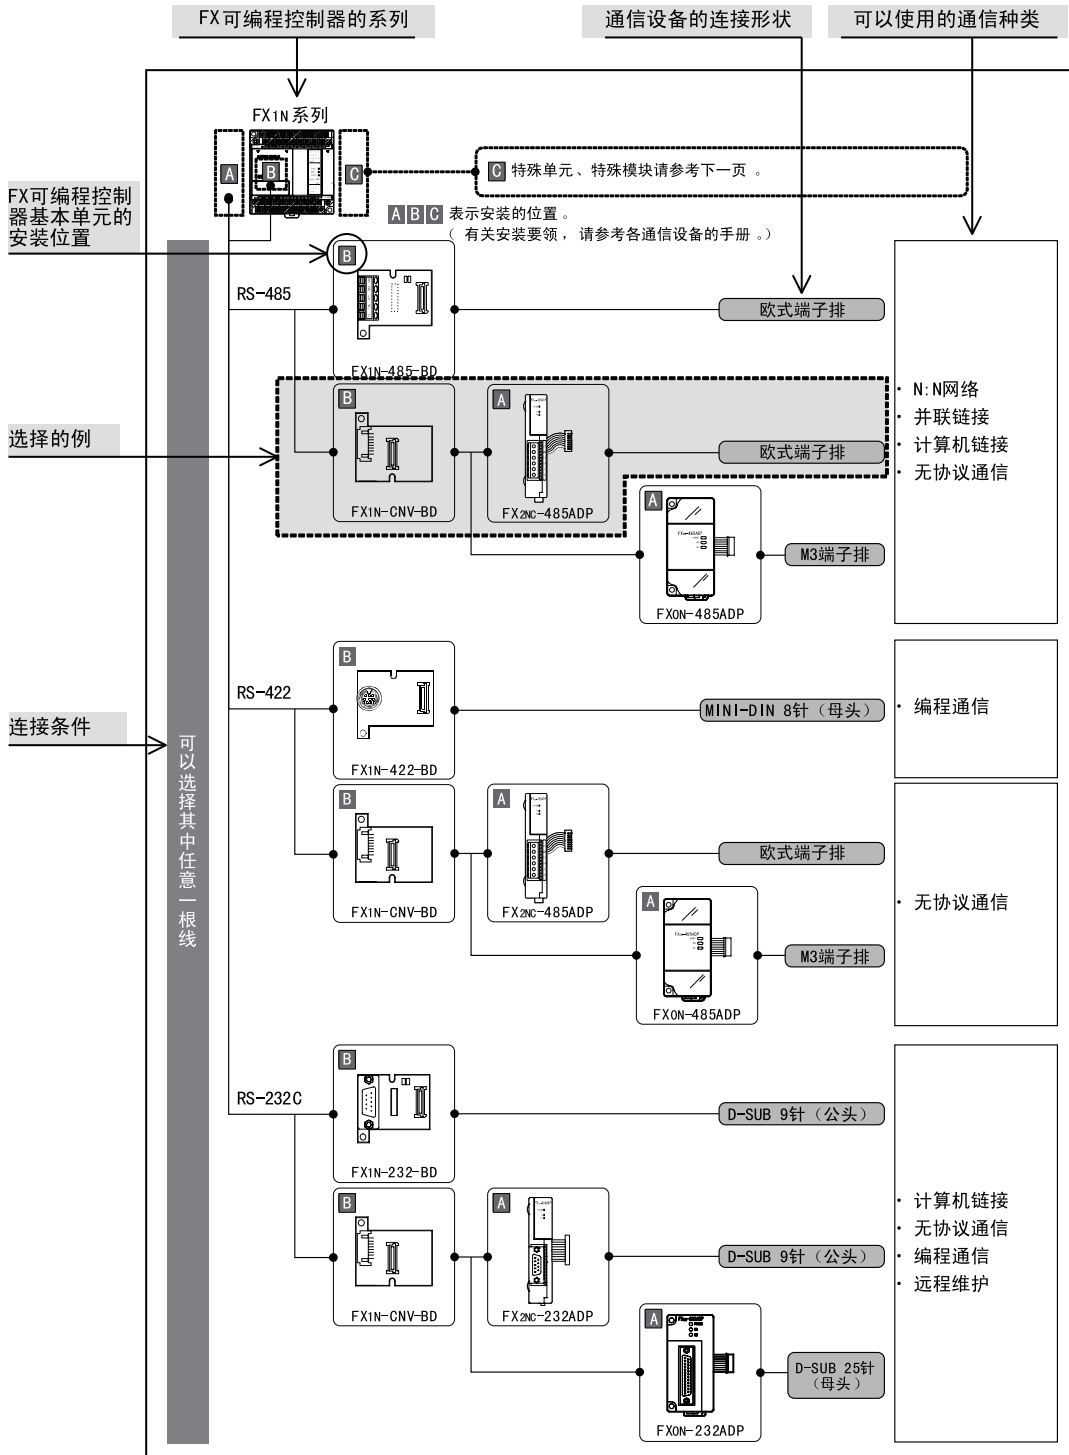 FX可编程控制器的系列
通信设备的连接形状
可以使用的通信种类
FX1N系列
A
B
C
C 特殊单元、特殊模块请参考下一页。
FX可编程控制
器基本单元的
安装位置
A B C 表示安装的位置。
（有关安装要领，请参考各通信设备的手册。）
B
RS-485
欧式端子排
FX1N-485-BD
B
A
选择的例
欧式端子排
FX1N-CNV-BD
FX2NC-485ADP
A
M3端子排
FX0N-485ADP
・ N:N网络
・ 并联链接
・ 计算机链接
・ 无协议通信
连接条件
可以选择其中任意一根线
B
RS-422
MINI-DIN 8针（母头）
・ 编程通信
FX1N-422-BD
B
A
欧式端子排
FX1N-CNV-BD
FX2NC-485ADP
A
M3端子排
FX0N-485ADP
・ 无协议通信
B
RS-232C
D-SUB 9针（公头）
FX1N-232-BD
B
A
D-SUB 9针（公头）
FX1N-CNV-BD
FX2NC-232ADP
A
D-SUB 25针
（母头）
FX0N-232ADP
・ 计算机链接
・ 无协议通信
・ 编程通信
・ 远程维护